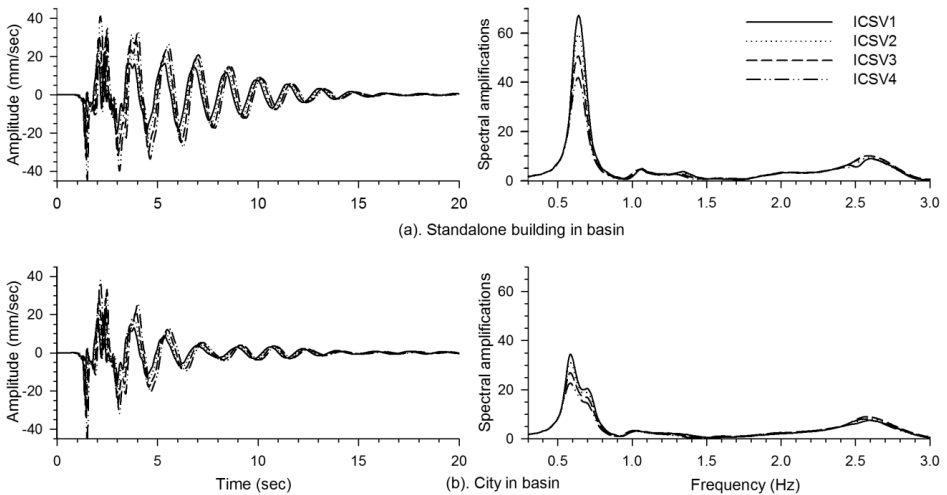 Amplitude (mm/sec)
40
20
0
-20
-40
0 5 10 15 20
Spectral amplifications
60
40
20
0
0.5 1.0 1.5 2.0 2.5 3.0
ICSV1
ICSV2
ICSV3
ICSV4
(a). Standalone building in basin
Amplitude (mm/sec)
40
20
0
-20
-40
0 5 10 15 20
Time (sec)
Spectral amplifications
60
40
20
0
0.5 1.0 1.5 2.0 2.5 3.0
Frequency (Hz)
(b). City in basin